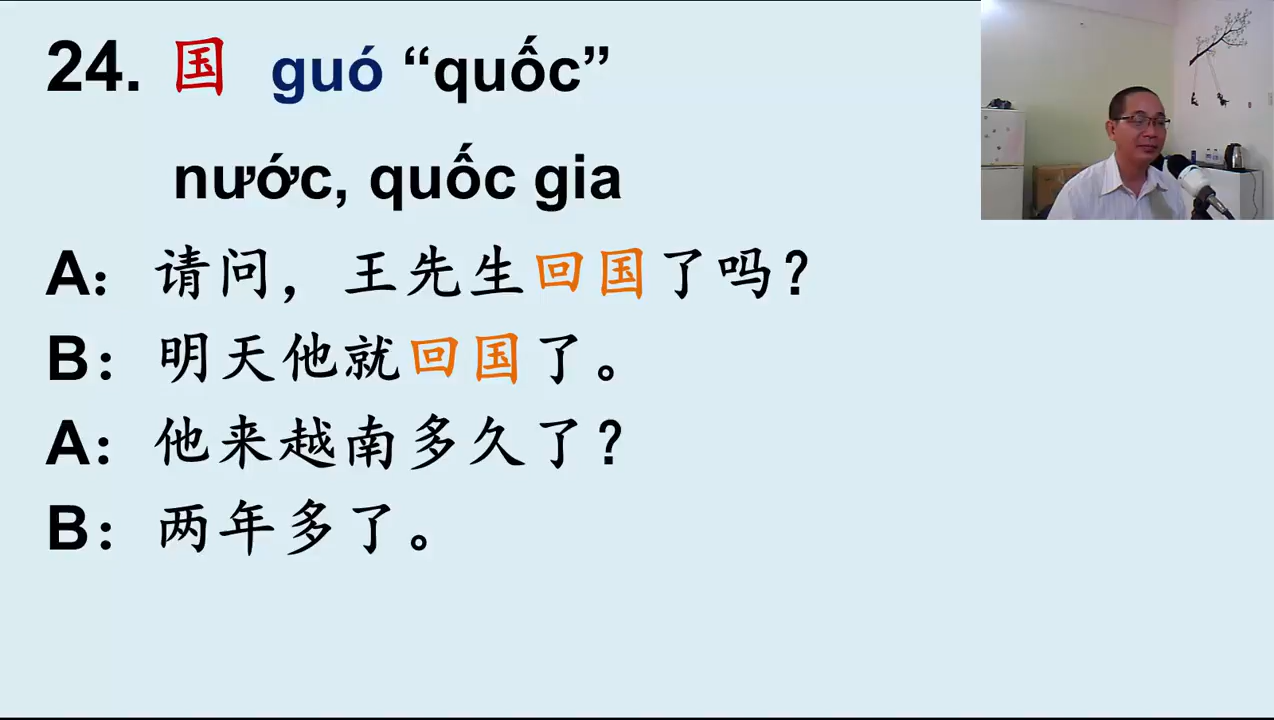 24. 国 guó “quốc”
nước, quốc gia
A：请问，王先生回国了吗？
B：明天他就回国了。
A：他来越南多久了？
B：两年多了。